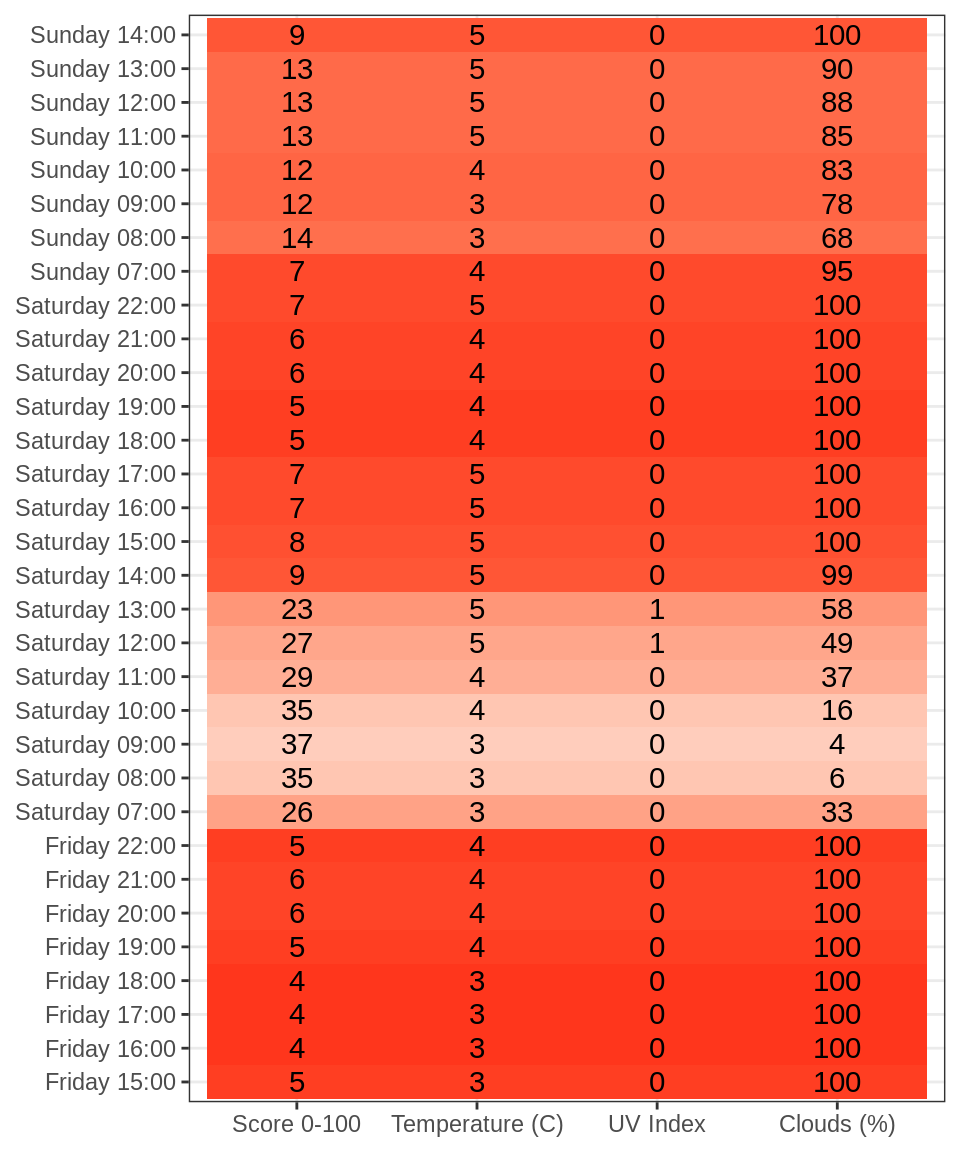 Sunday 14:00 9 5 0 100
Sunday 13:00 13 5 0 90
Sunday 12:00 13 5 0 88
Sunday 11:00 13 5 0 85
Sunday 10:00 12 4 0 83
Sunday 09:00 12 3 0 78
Sunday 08:00 14 3 0 68
Sunday 07:00 7 4 0 95
Saturday 22:00 7 5 0 100
Saturday 21:00 6 4 0 100
Saturday 20:00 6 4 0 100
Saturday 19:00 5 4 0 100
Saturday 18:00 5 4 0 100
Saturday 17:00 7 5 0 100
Saturday 16:00 7 5 0 100
Saturday 15:00 8 5 0 100
Saturday 14:00 9 5 0 99
Saturday 13:00 23 5 1 58
Saturday 12:00 27 5 1 49
Saturday 11:00 29 4 0 37
Saturday 10:00 35 4 0 16
Saturday 09:00 37 3 0 4
Saturday 08:00 35 3 0 6
Saturday 07:00 26 3 0 33
Friday 22:00 5 4 0 100
Friday 21:00 6 4 0 100
Friday 20:00 6 4 0 100
Friday 19:00 5 4 0 100
Friday 18:00 4 3 0 100
Friday 17:00 4 3 0 100
Friday 16:00 4 3 0 100
Friday 15:00 5 3 0 100
Score 0-100 Temperature (C) UV Index Clouds (%)